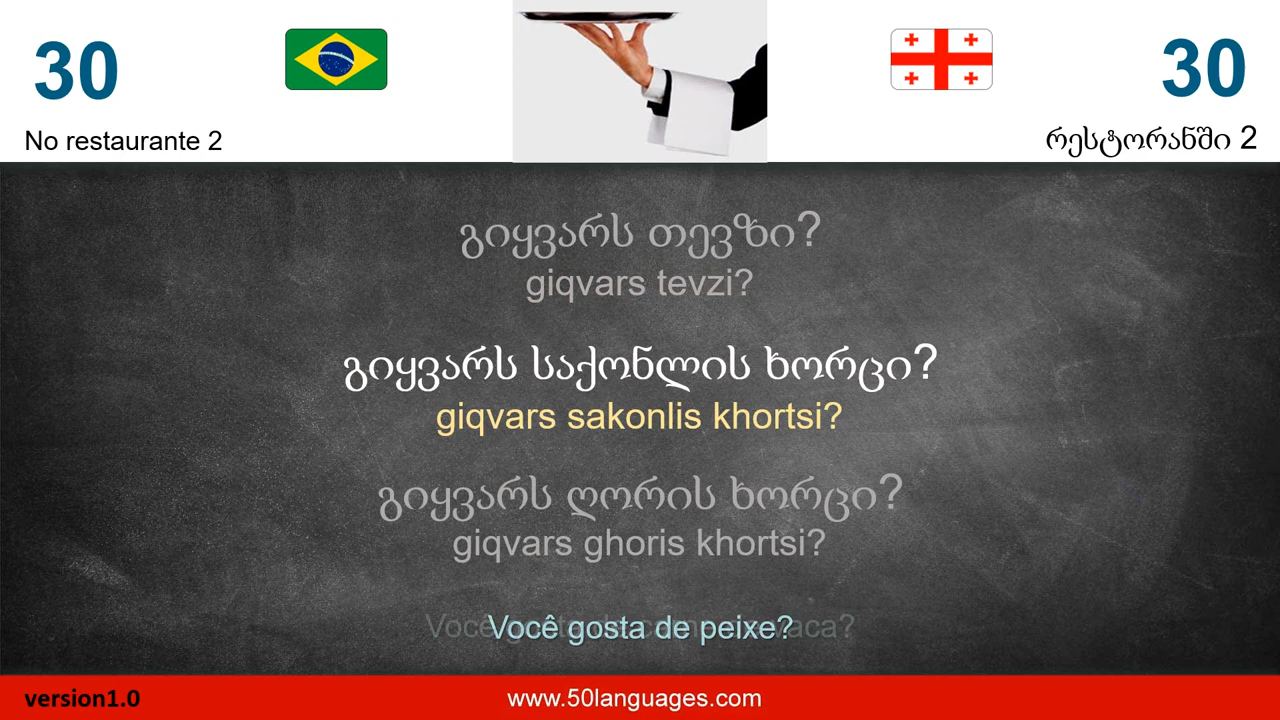 30
30
No restaurante 2
რესტორანში 2
გიყვარს თევზი?
giqvars tevzi?
გიყვარს საქონლის ხორცი?
giqvars sakonlis khortsi?
გიყვარს ღორის ხორცი?
giqvars ghoris khortsi?
Você gosta de peixe?
version1.0
www.50languages.com